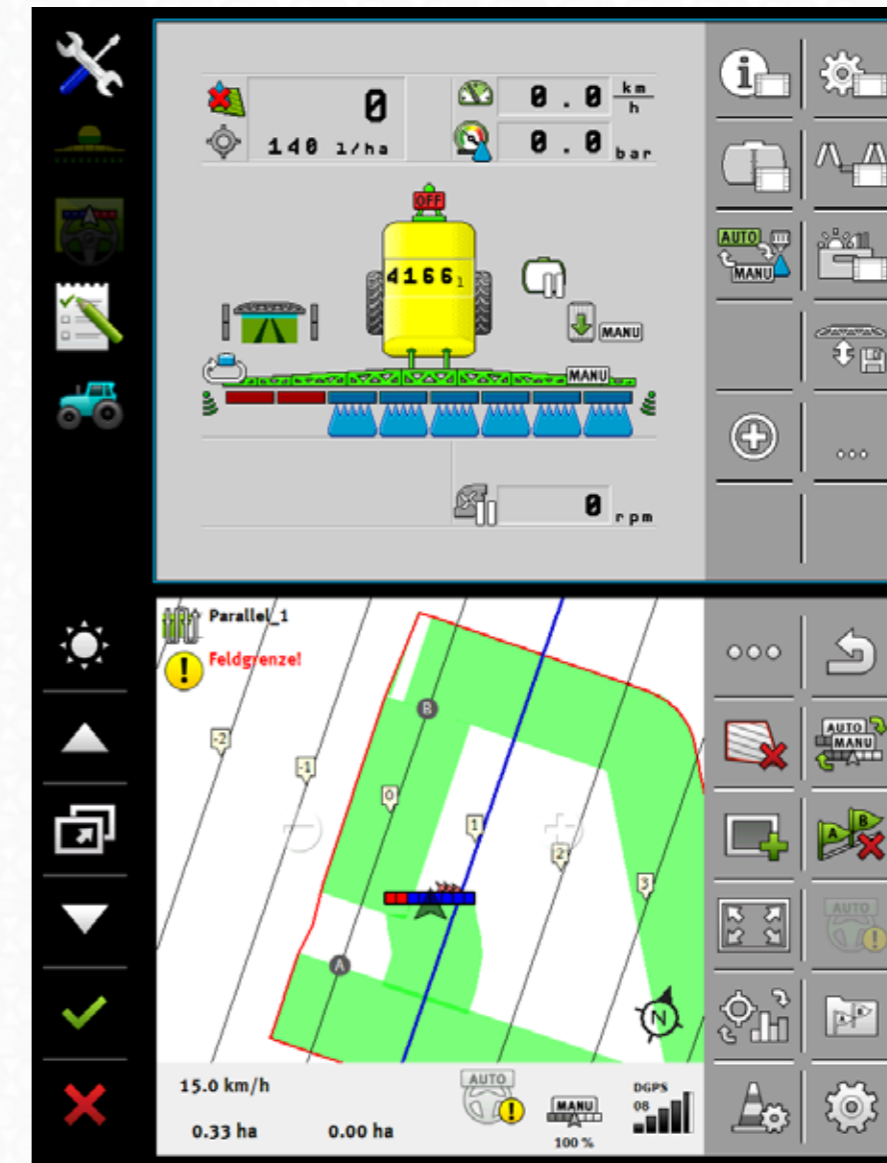 0
140 l/ha
0.0 km/h
0.0 bar
OFF
4166 l
AUTO
MANU
MANU
MANU
0 rpm
Parallel_1
Feldgrenze!
-2
-1
B
0
1
2
3
A
N
AUTO
MANU
A B
AUTO
A B
15.0 km/h
AUTO
DGPS
08
MANU
0.33 ha
0.00 ha
100 %